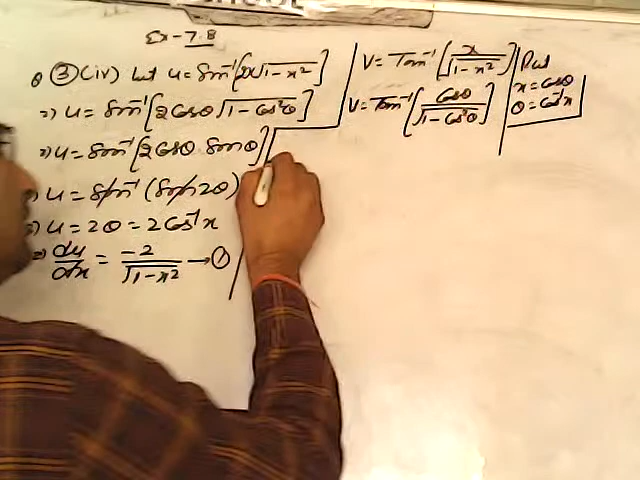 Ex-7.8
Q ③(iv) Let u = Sin⁻¹[2x√1-x²]
⇒ u = Sin⁻¹[2Cosθ√1-Cos²θ]
⇒ u = Sin⁻¹[2Cosθ Sinθ]
⇒ u = Sin⁻¹(Sin2θ)
⇒ u = 2θ = 2Cos⁻¹x
⇒ du/dx = -2/√1-x² → ①
V = Tan⁻¹[x/√1-x²]
V = Tan⁻¹[Cosθ/√1-Cos²θ]
Put
x = Cosθ
θ = Cos⁻¹x